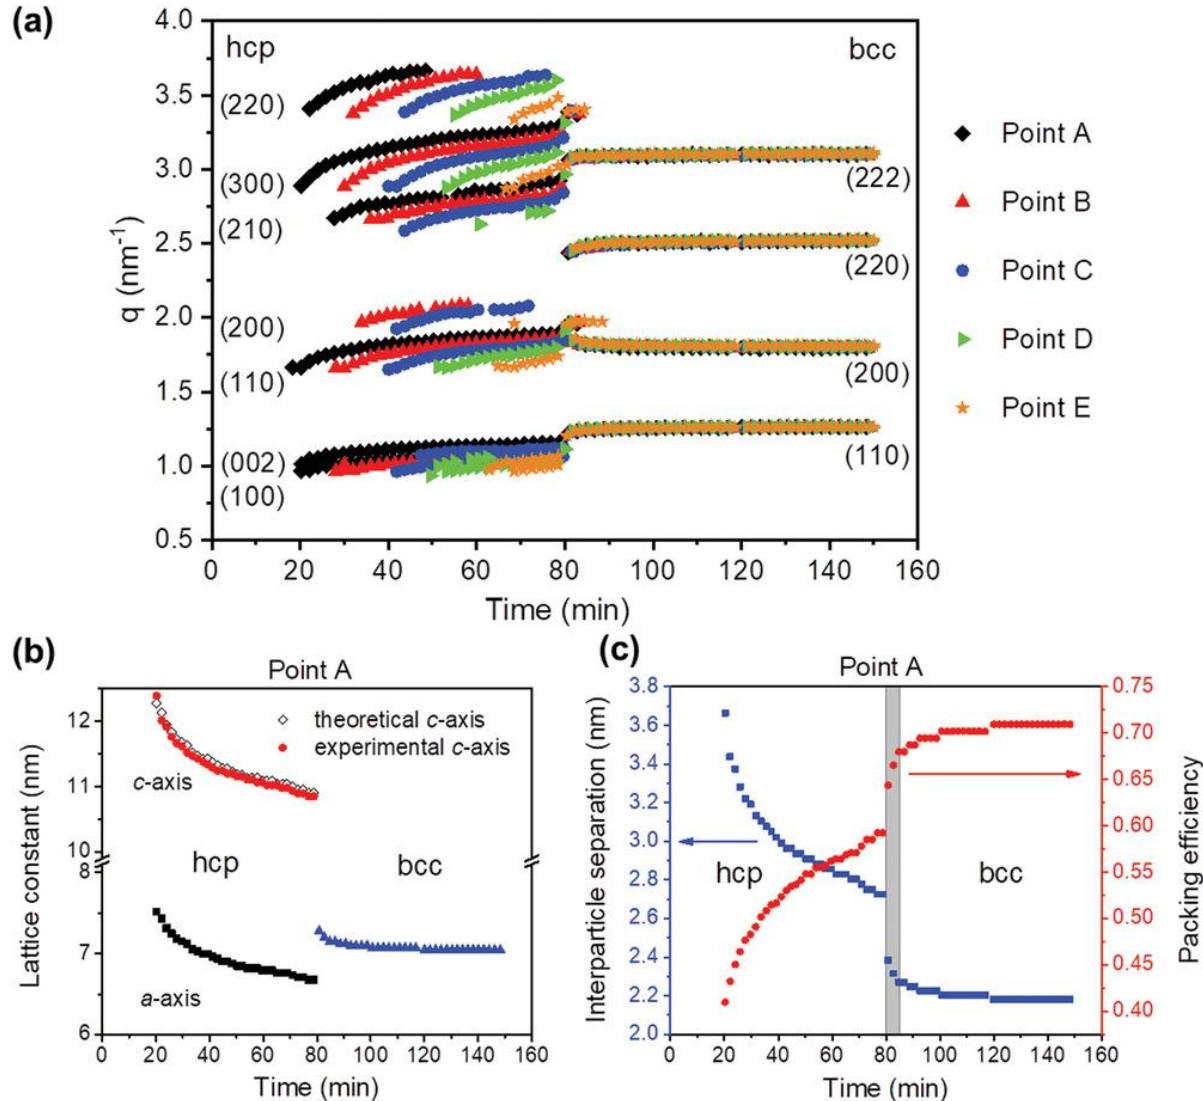 (a)
hcp
bcc
(220)
(300)
(210)
(200)
(110)
(002)
(100)
(222)
(220)
(200)
(110)
4.0
3.5
3.0
2.5
2.0
1.5
1.0
0.5
q (nm⁻¹)
0 20 40 60 80 100 120 140 160
Time (min)
Point A
Point B
Point C
Point D
Point E
(b)
Point A
theoretical c-axis
experimental c-axis
c-axis
hcp
bcc
a-axis
12
11
10
8
7
6
Lattice constant (nm)
0 20 40 60 80 100 120 140 160
Time (min)
(c)
Point A
hcp
bcc
3.8
3.6
3.4
3.2
3.0
2.8
2.6
2.4
2.2
2.0
Interparticle separation (nm)
0.75
0.70
0.65
0.60
0.55
0.50
0.45
0.40
Packing efficiency
0 20 40 60 80 100 120 140 160
Time (min)